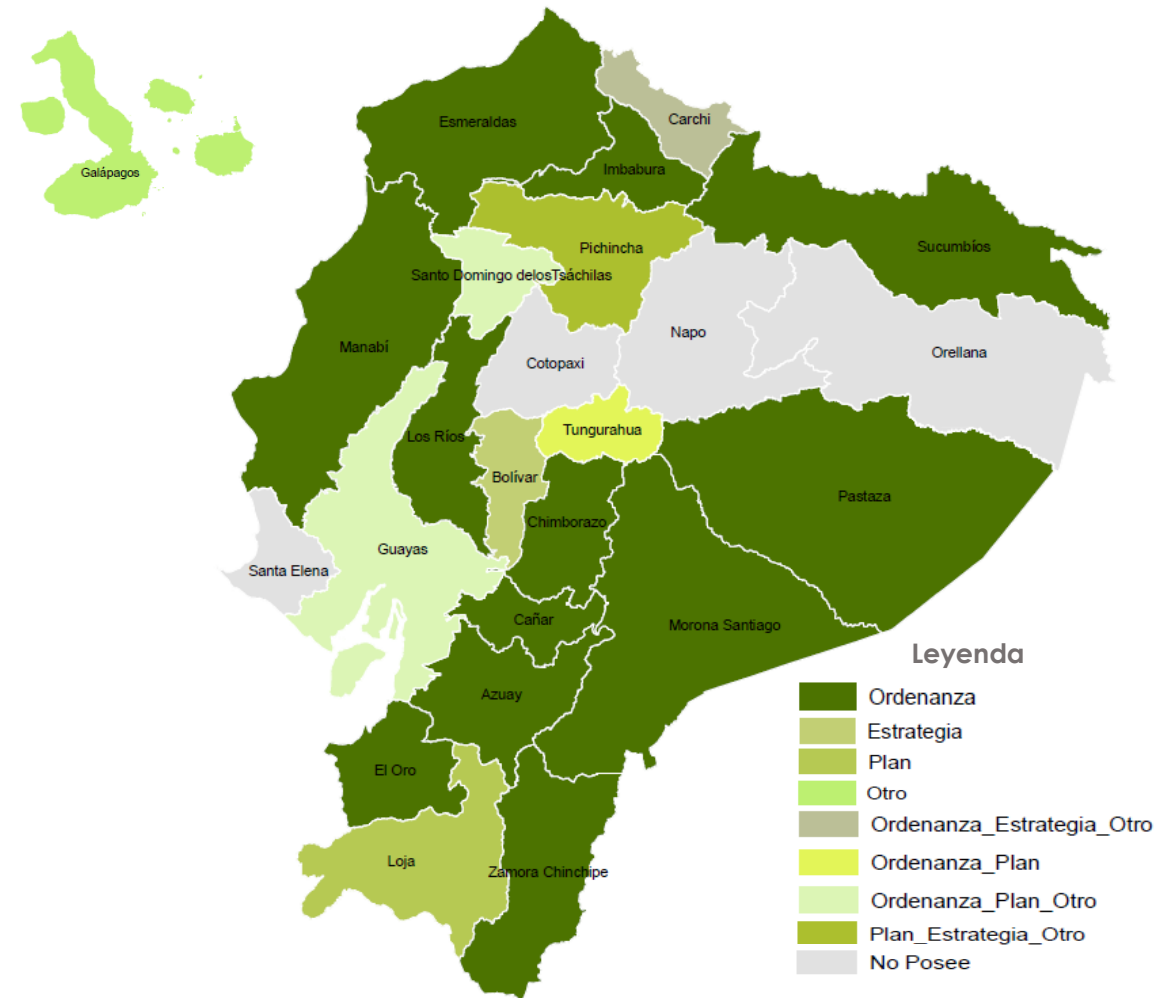 Esmeraldas
Carchi
Imbabura
Galápagos
Pichincha
Sucumbíos
Santo Domingo delosTsáchilas
Napo
Manabí
Orellana
Cotopaxi
Tungurahua
Los Ríos
Bolívar
Pastaza
Chimborazo
Guayas
Santa Elena
Cañar
Morona Santiago
Azuay
El Oro
Loja
Zamora Chinchipe
Leyenda
Ordenanza
Estrategia
Plan
Otro
Ordenanza_Estrategia_Otro
Ordenanza_Plan
Ordenanza_Plan_Otro
Plan_Estrategia_Otro
No Posee